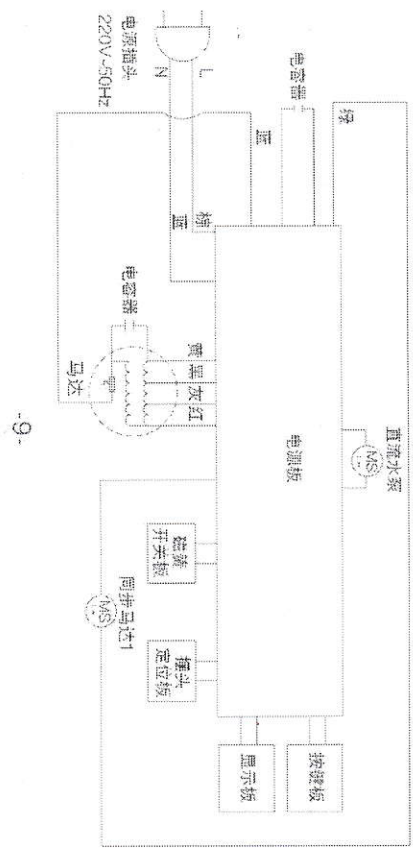 绿
电容器
蓝
L
N
电源插头
220V~50Hz
棕
蓝
电容器
马达
黄
黑
灰
红
电源板
MS
直流水泵
磁簧
开关板
摇头
定位板
MS
同步马达1
显示板
按键板
-9-